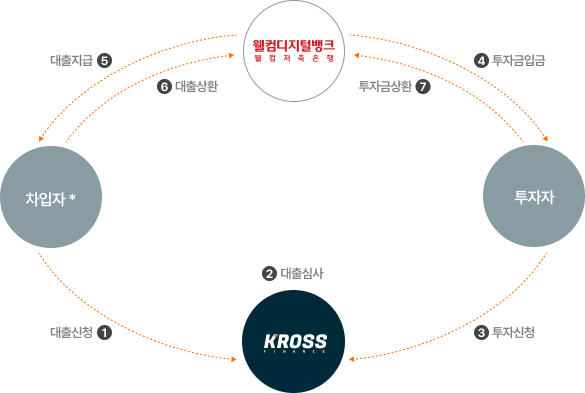 웰컴디지털뱅크
웰컴저축은행
대출지급 5
4 투자금입금
6 대출상환
투자금상환 7
차입자 *
투자자
2 대출심사
대출신청 1
KROSS
FINANCE
3 투자신청